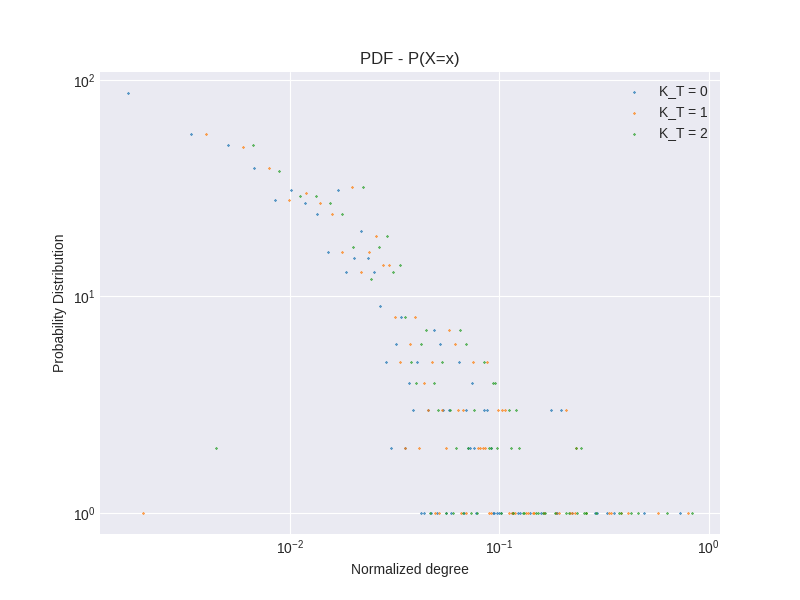 PDF - P(X=x)
K_T = 0
K_T = 1
K_T = 2
Probability Distribution
10²
10¹
10⁰
10⁻²
10⁻¹
10⁰
Normalized degree